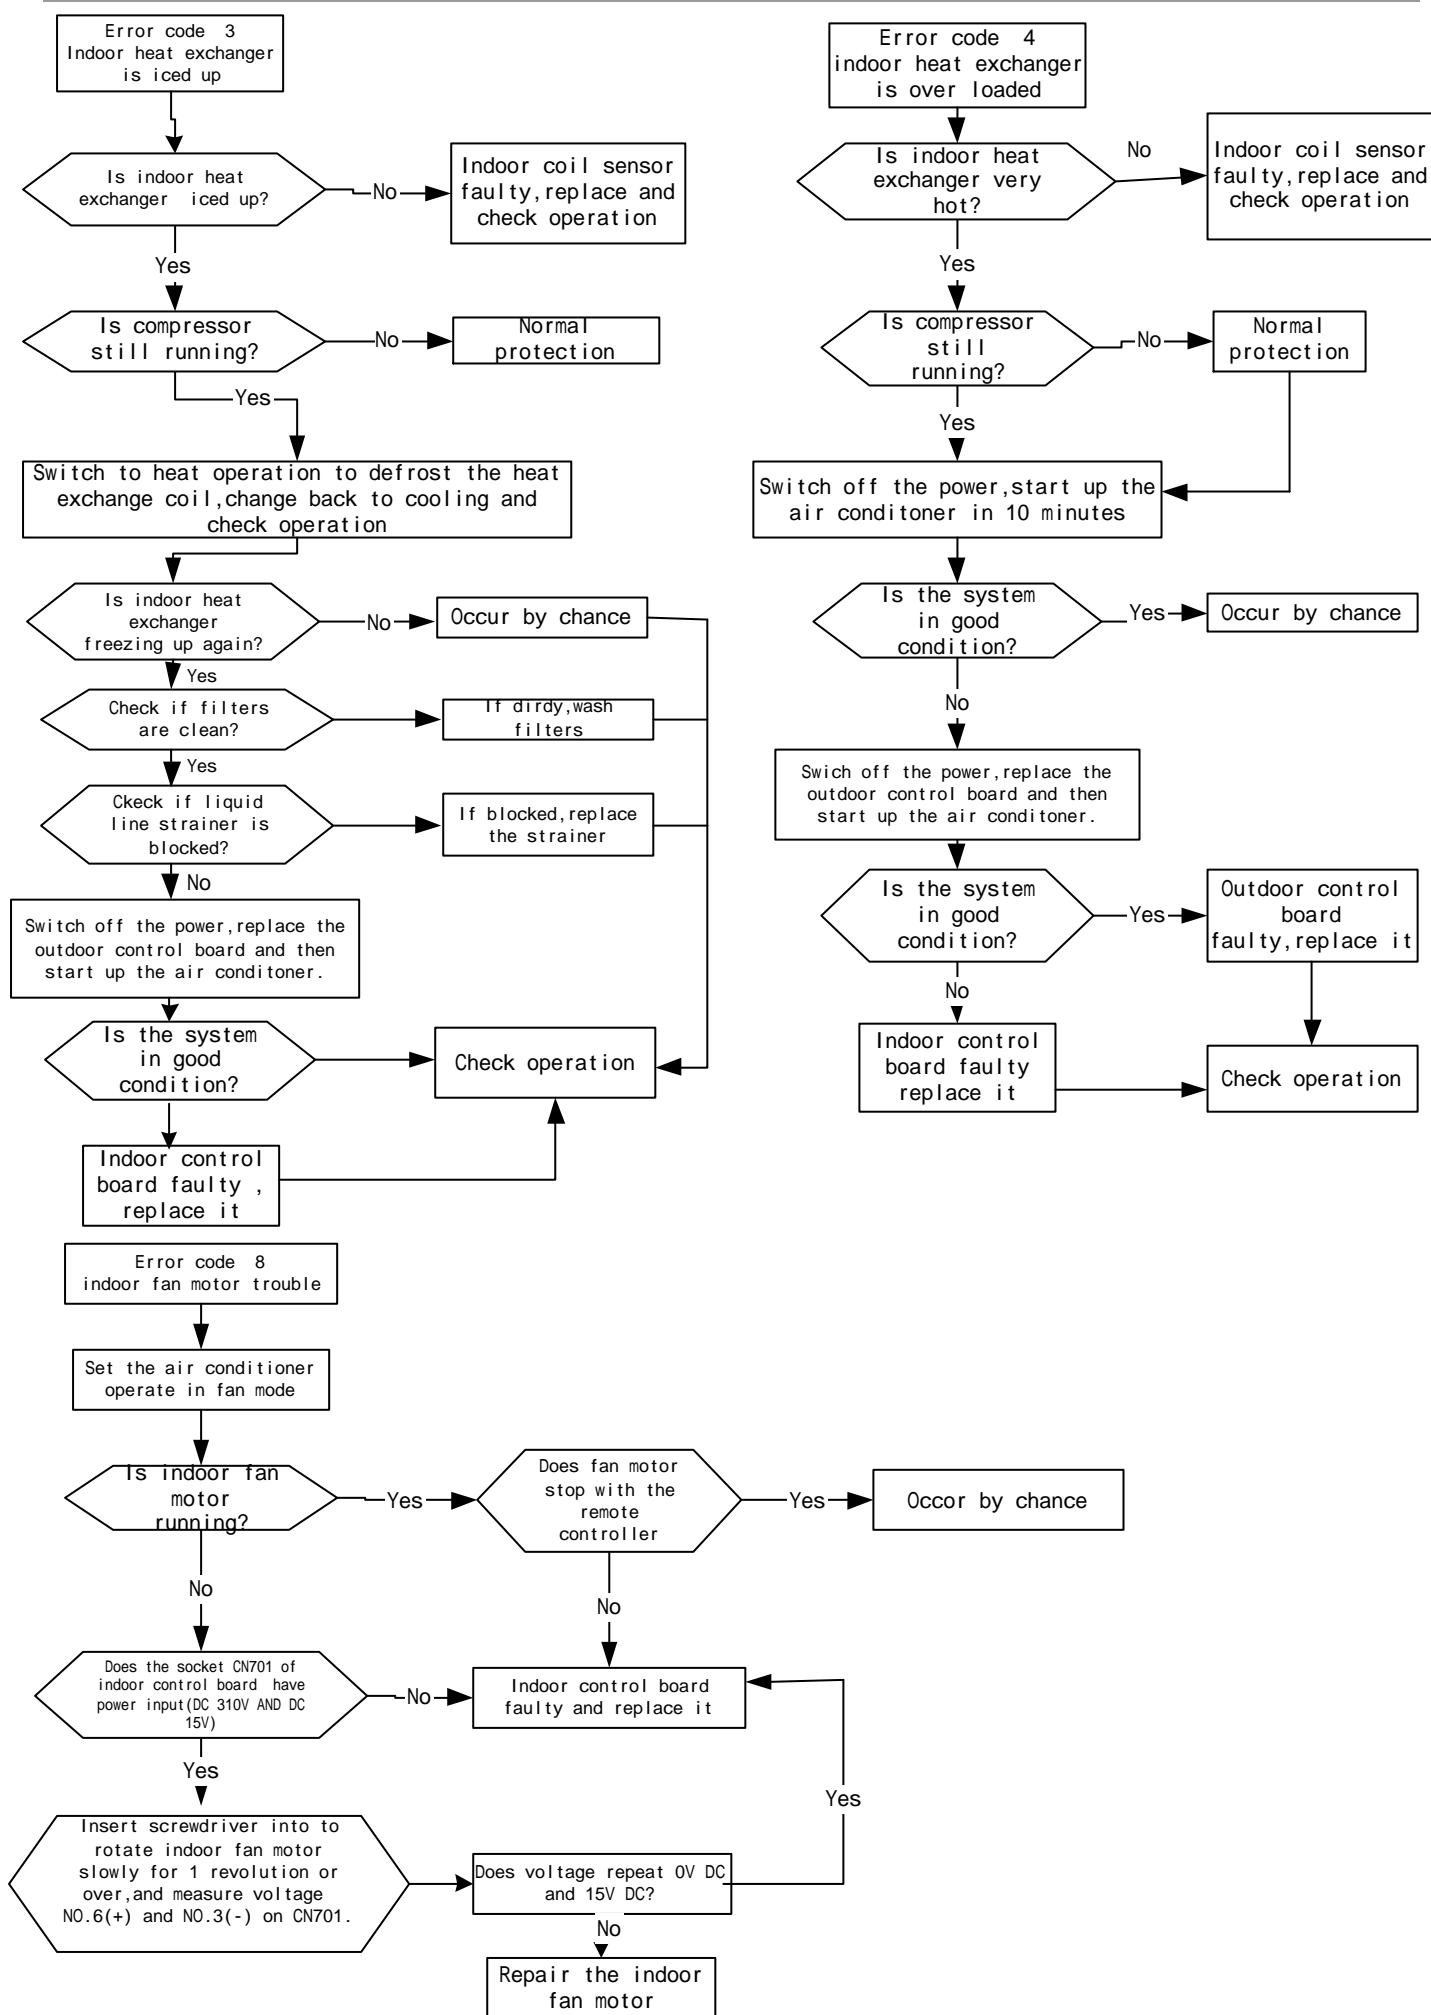 Error code 3
Indoor heat exchanger
is iced up
Is indoor heat
exchanger iced up?
No
Indoor coil sensor
faulty,replace and
check operation
Yes
Is compressor
still running?
No
Normal
protection
Yes
Switch to heat operation to defrost the heat
exchange coil,change back to cooling and
check operation
Is indoor heat
exchanger
freezing up again?
No
Occur by chance
Yes
Check if filters
are clean?
If dirdy,wash
filters
Yes
Ckeck if liquid
line strainer is
blocked?
If blocked,replace
the strainer
No
Switch off the power,replace the
outdoor control board and then
start up the air conditoner.
Is the system
in good
condition?
Check operation
Indoor control
board faulty ,
replace it
Error code 4
indoor heat exchanger
is over loaded
Is indoor heat
exchanger very
hot?
No
Indoor coil sensor
faulty,replace and
check operation
Yes
Is compressor
still
running?
No
Normal
protection
Yes
Switch off the power,start up the
air conditoner in 10 minutes
Is the system
in good
condition?
Yes
Occur by chance
No
Swich off the power,replace the
outdoor control board and then
start up the air conditoner.
Is the system
in good
condition?
Yes
Outdoor control
board
faulty,replace it
No
Indoor control
board faulty
replace it
Check operation
Error code 8
indoor fan motor trouble
Set the air conditioner
operate in fan mode
Is indoor fan
motor
running?
Yes
Does fan motor
stop with the
remote
controller
Yes
Occor by chance
No
No
Does the socket CN701 of
indoor control board have
power input(DC 310V AND DC
15V)
No
Indoor control board
faulty and replace it
Yes
Yes
Insert screwdriver into to
rotate indoor fan motor
slowly for 1 revolution or
over,and measure voltage
NO.6(+) and NO.3(-) on CN701.
Does voltage repeat 0V DC
and 15V DC?
No
Repair the indoor
fan motor